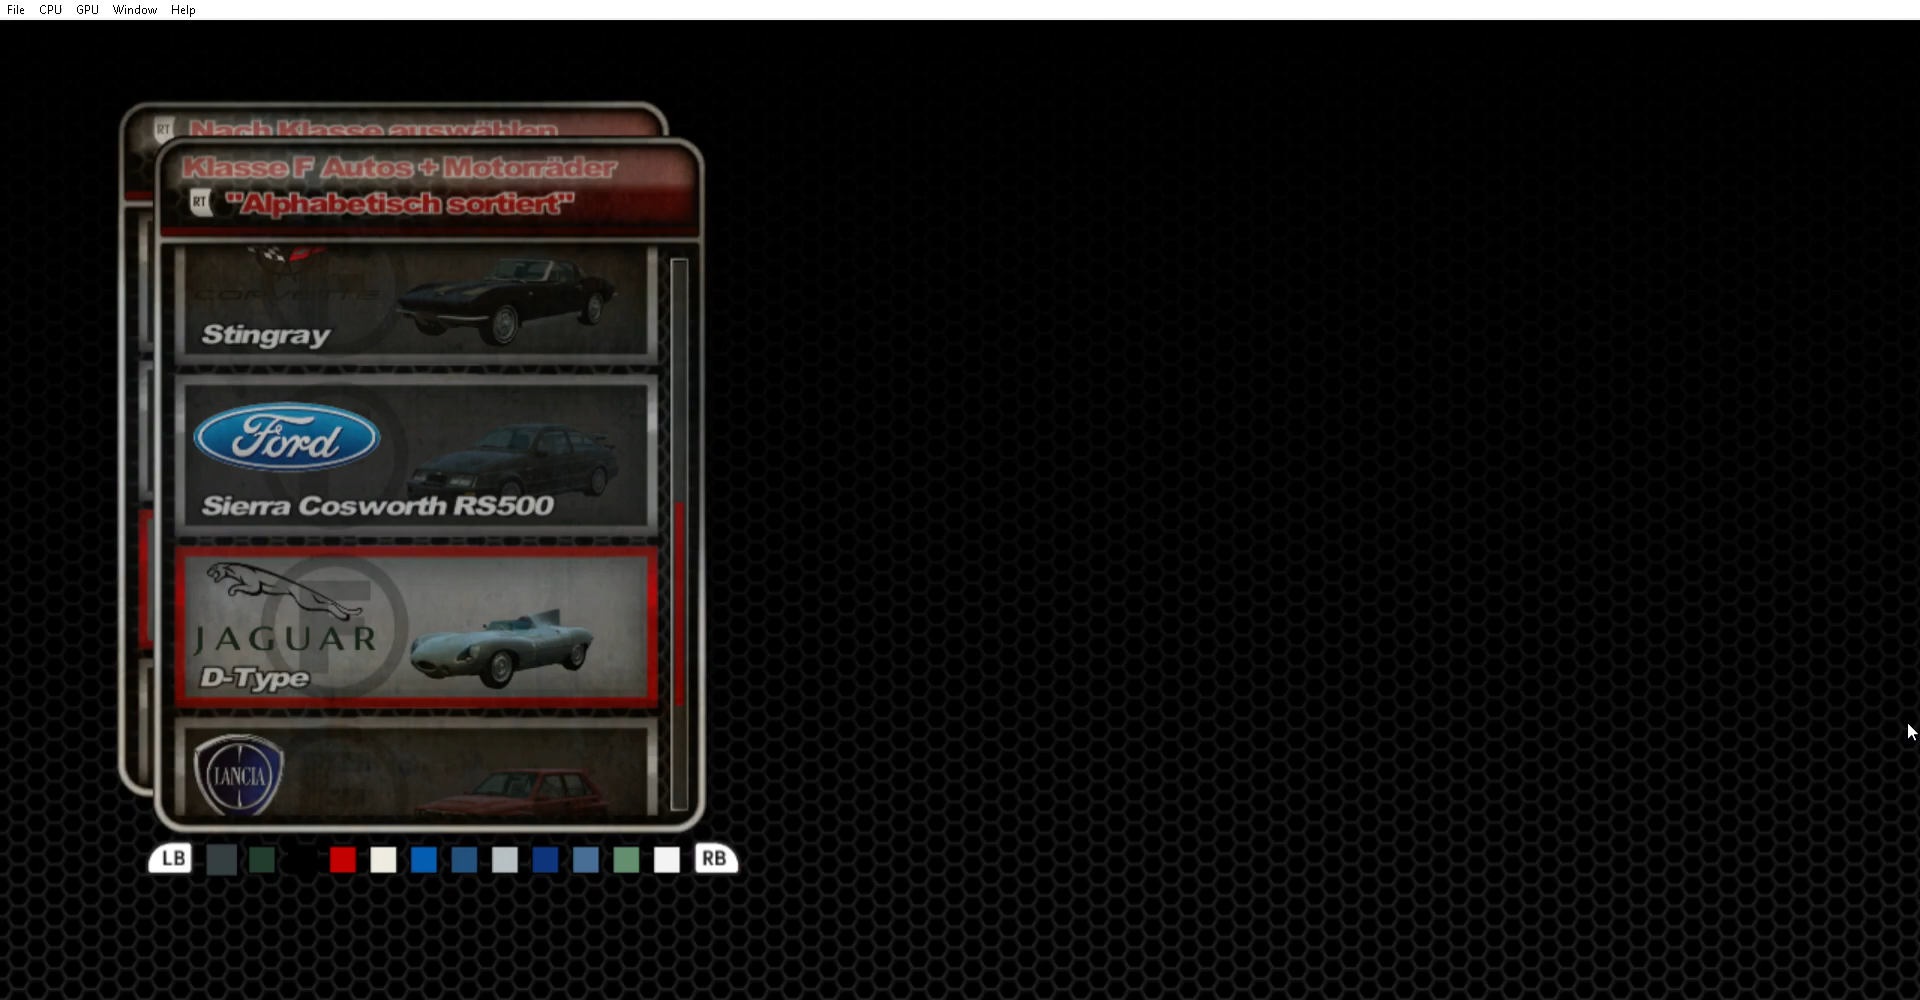 File CPU GPU Window Help
RT Nach Klasse auswählen
Klasse F Autos + Motorräder
RT "Alphabetisch sortiert"
CORVETTE
Stingray
Ford
Sierra Cosworth RS500
F
JAGUAR
D-Type
LANCIA
LB RB